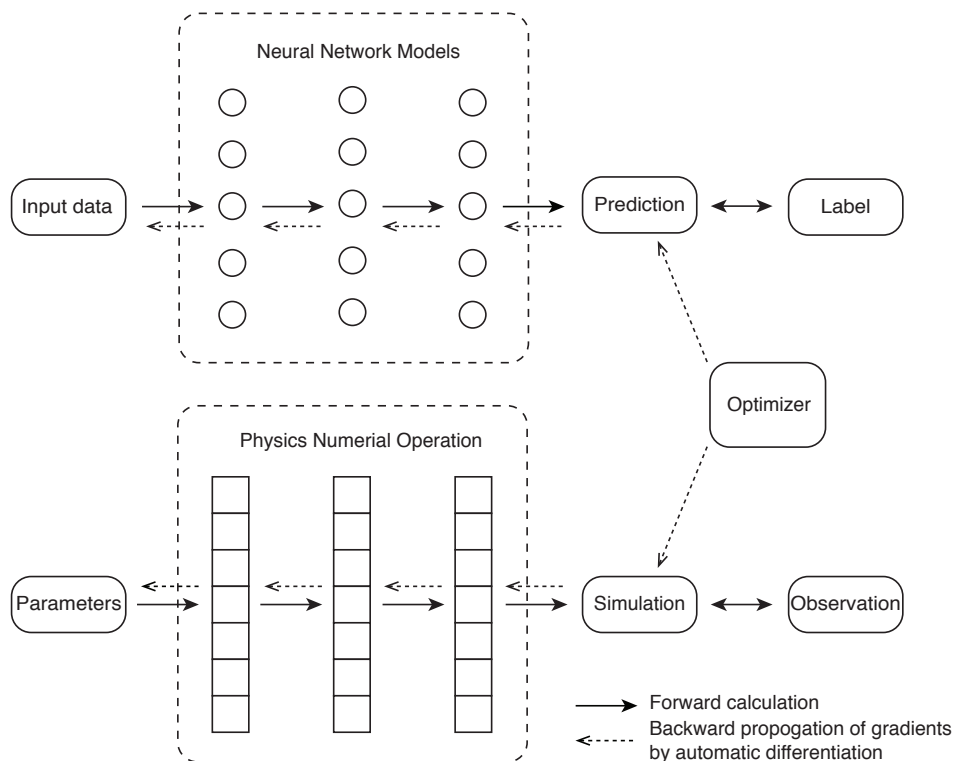 Neural Network Models
Input data
Prediction
Label
Optimizer
Physics Numerial Operation
Parameters
Simulation
Observation
Forward calculation
Backward propogation of gradients
by automatic differentiation